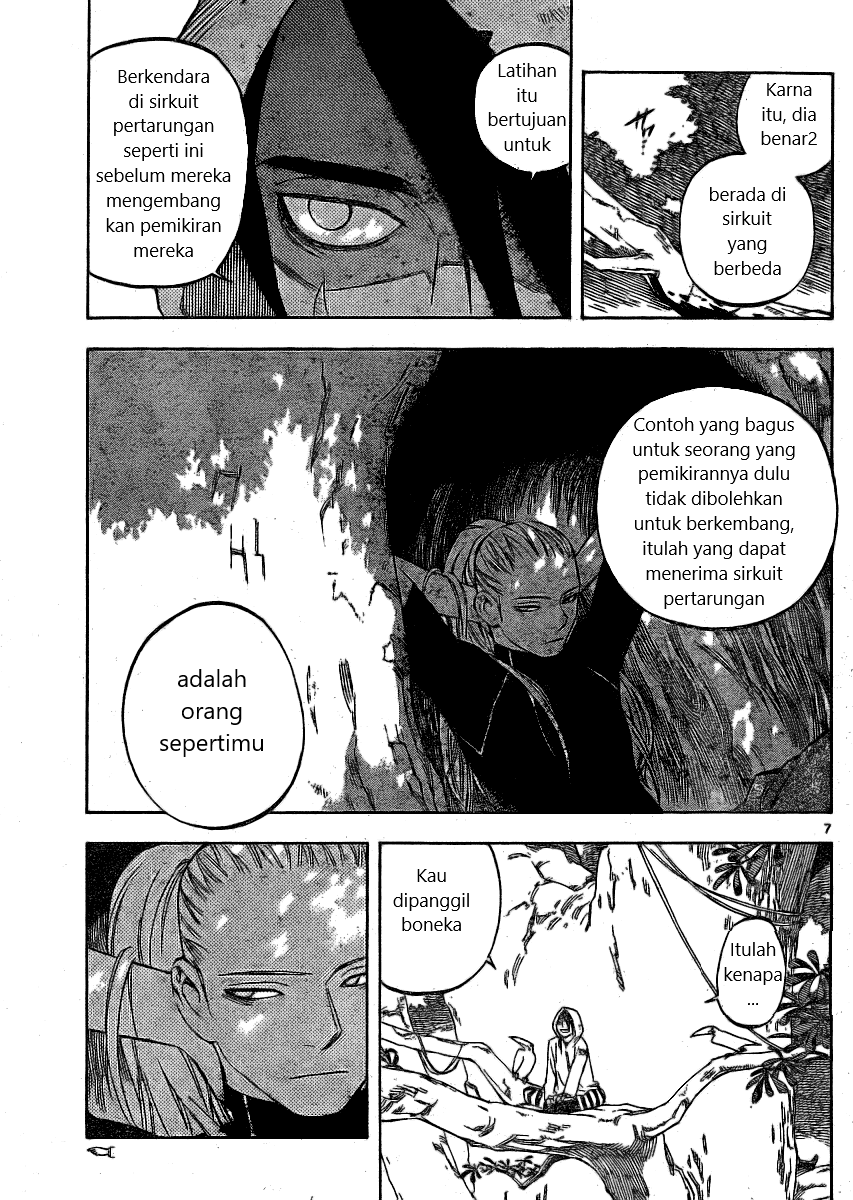 Karna
itu, dia
benar2
berada di
sirkuit
yang
berbeda
Latihan
itu
bertujuan
untuk
Berkendara
di sirkuit
pertarungan
seperti ini
sebelum mereka
mengembang
kan pemikiran
mereka
Contoh yang bagus
untuk seorang yang
pemikirannya dulu
tidak dibolehkan
untuk berkembang,
itulah yang dapat
menerima sirkuit
pertarungan
adalah
orang
sepertimu
7
Itulah
kenapa
...
Kau
dipanggil
boneka